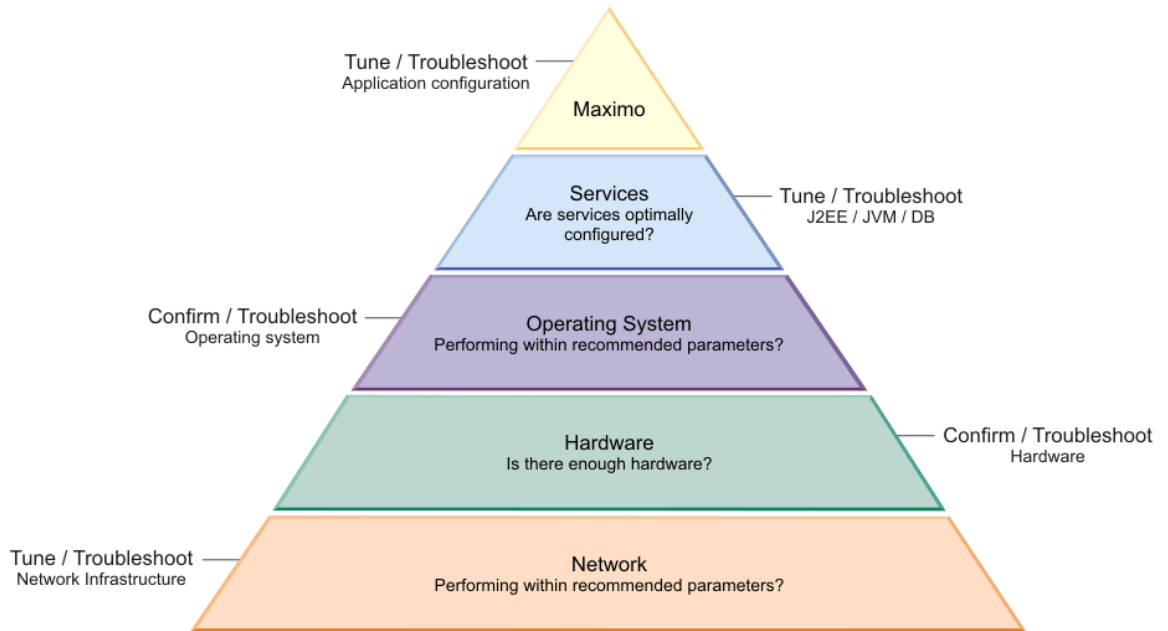 Tune / Troubleshoot
Application configuration
Maximo
Services
Are services optimally
configured?
Tune / Troubleshoot
J2EE / JVM / DB
Confirm / Troubleshoot
Operating system
Operating System
Performing within recommended parameters?
Hardware
Is there enough hardware?
Confirm / Troubleshoot
Hardware
Tune / Troubleshoot
Network Infrastructure
Network
Performing within recommended parameters?